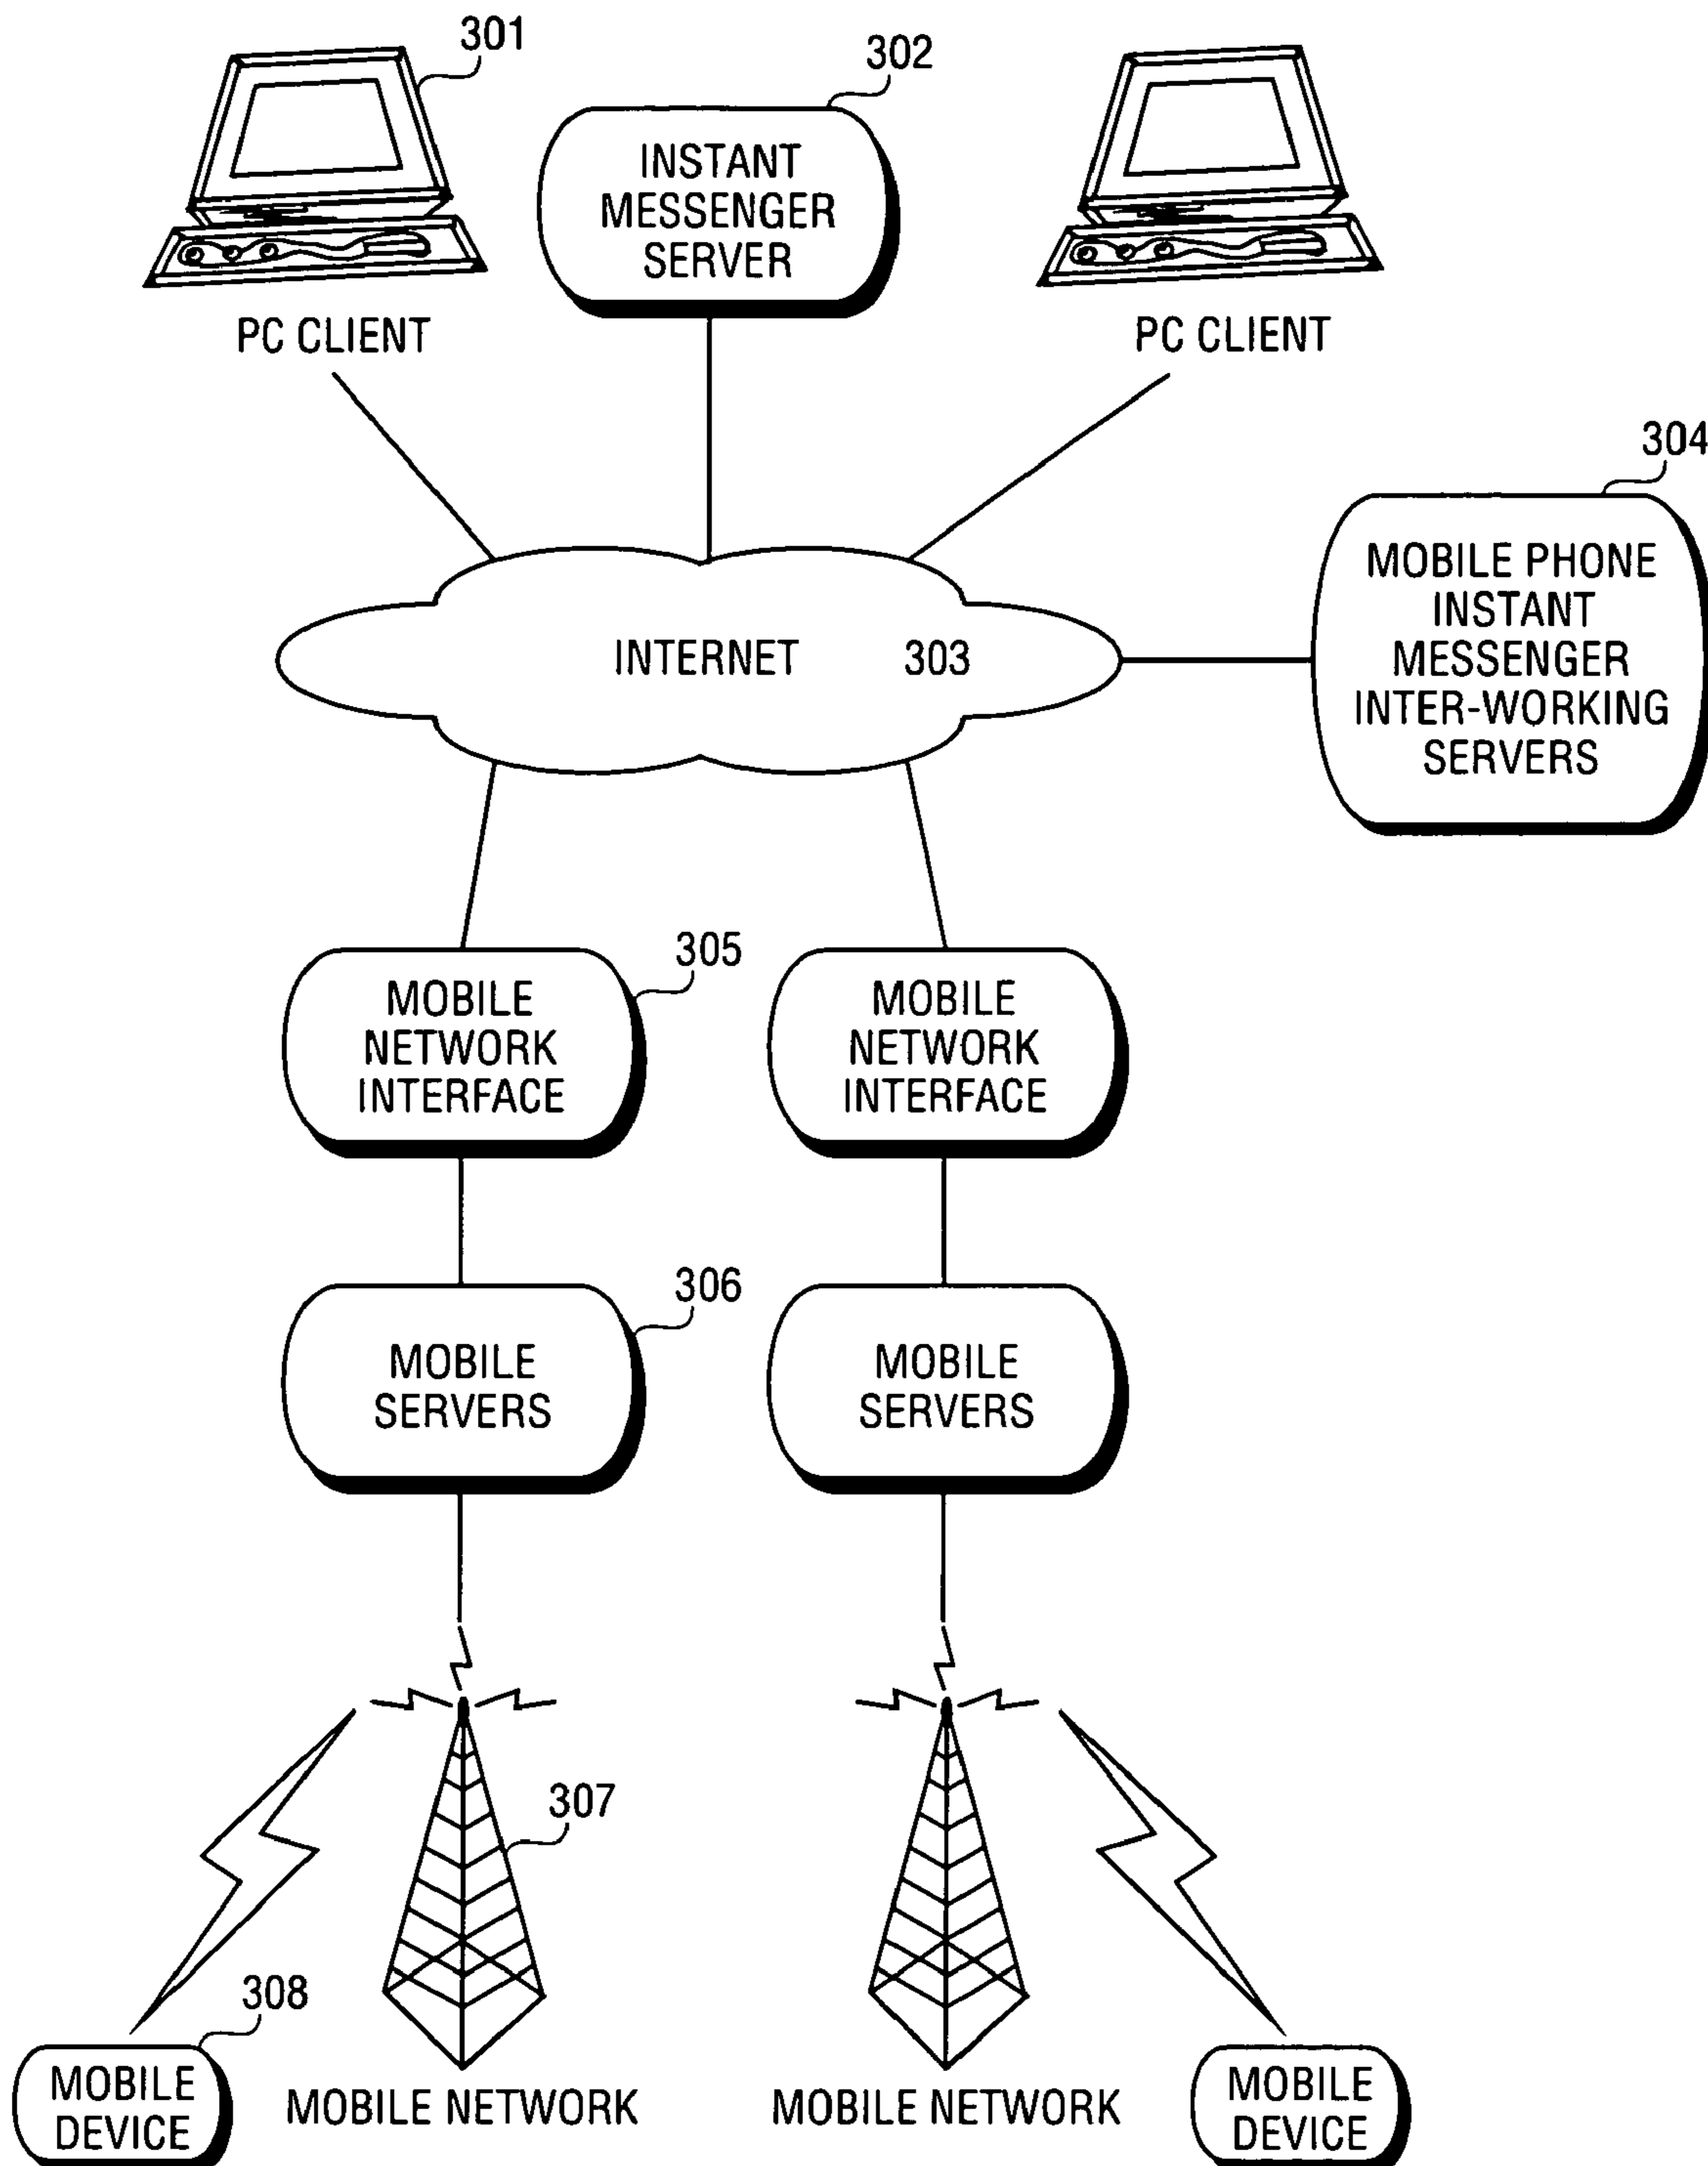 301
302
INSTANT
MESSENGER
SERVER
PC CLIENT
PC CLIENT
304
MOBILE PHONE
INSTANT
MESSENGER
INTER-WORKING
SERVERS
INTERNET 303
305
MOBILE
NETWORK
INTERFACE
MOBILE
NETWORK
INTERFACE
306
MOBILE
SERVERS
MOBILE
SERVERS
307
308
MOBILE
DEVICE
MOBILE NETWORK
MOBILE NETWORK
MOBILE
DEVICE